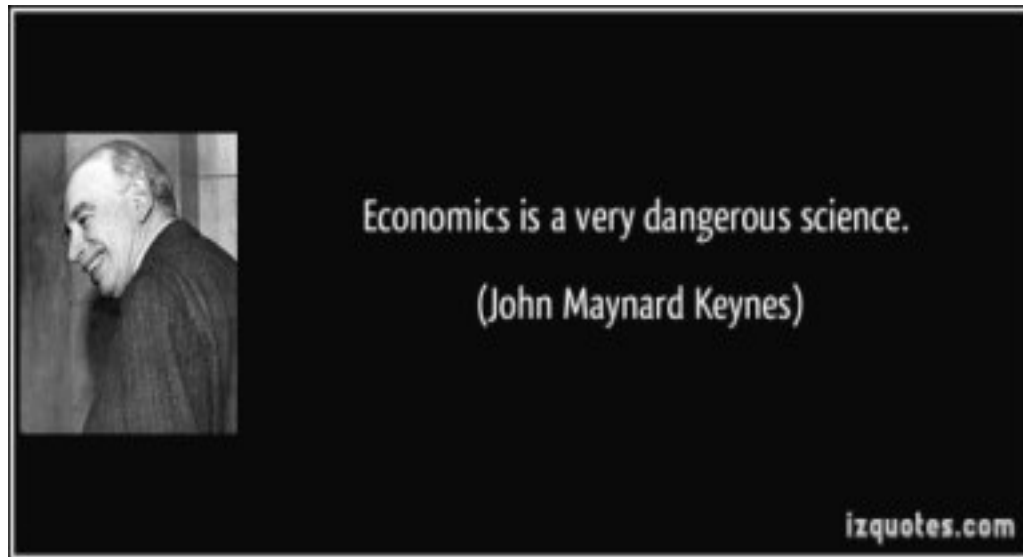 Economics is a very dangerous science.
(John Maynard Keynes)
izquotes.com